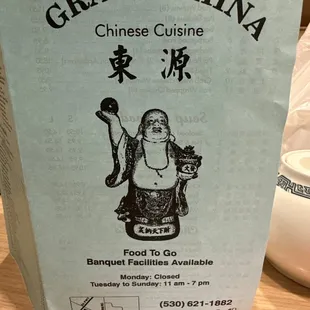 Chinese Cuisine
東 源
Food To Go
Banquet Facilities Available
Monday: Closed
Tuesday to Sunday: 11 am - 7 pm
(530) 621-1882